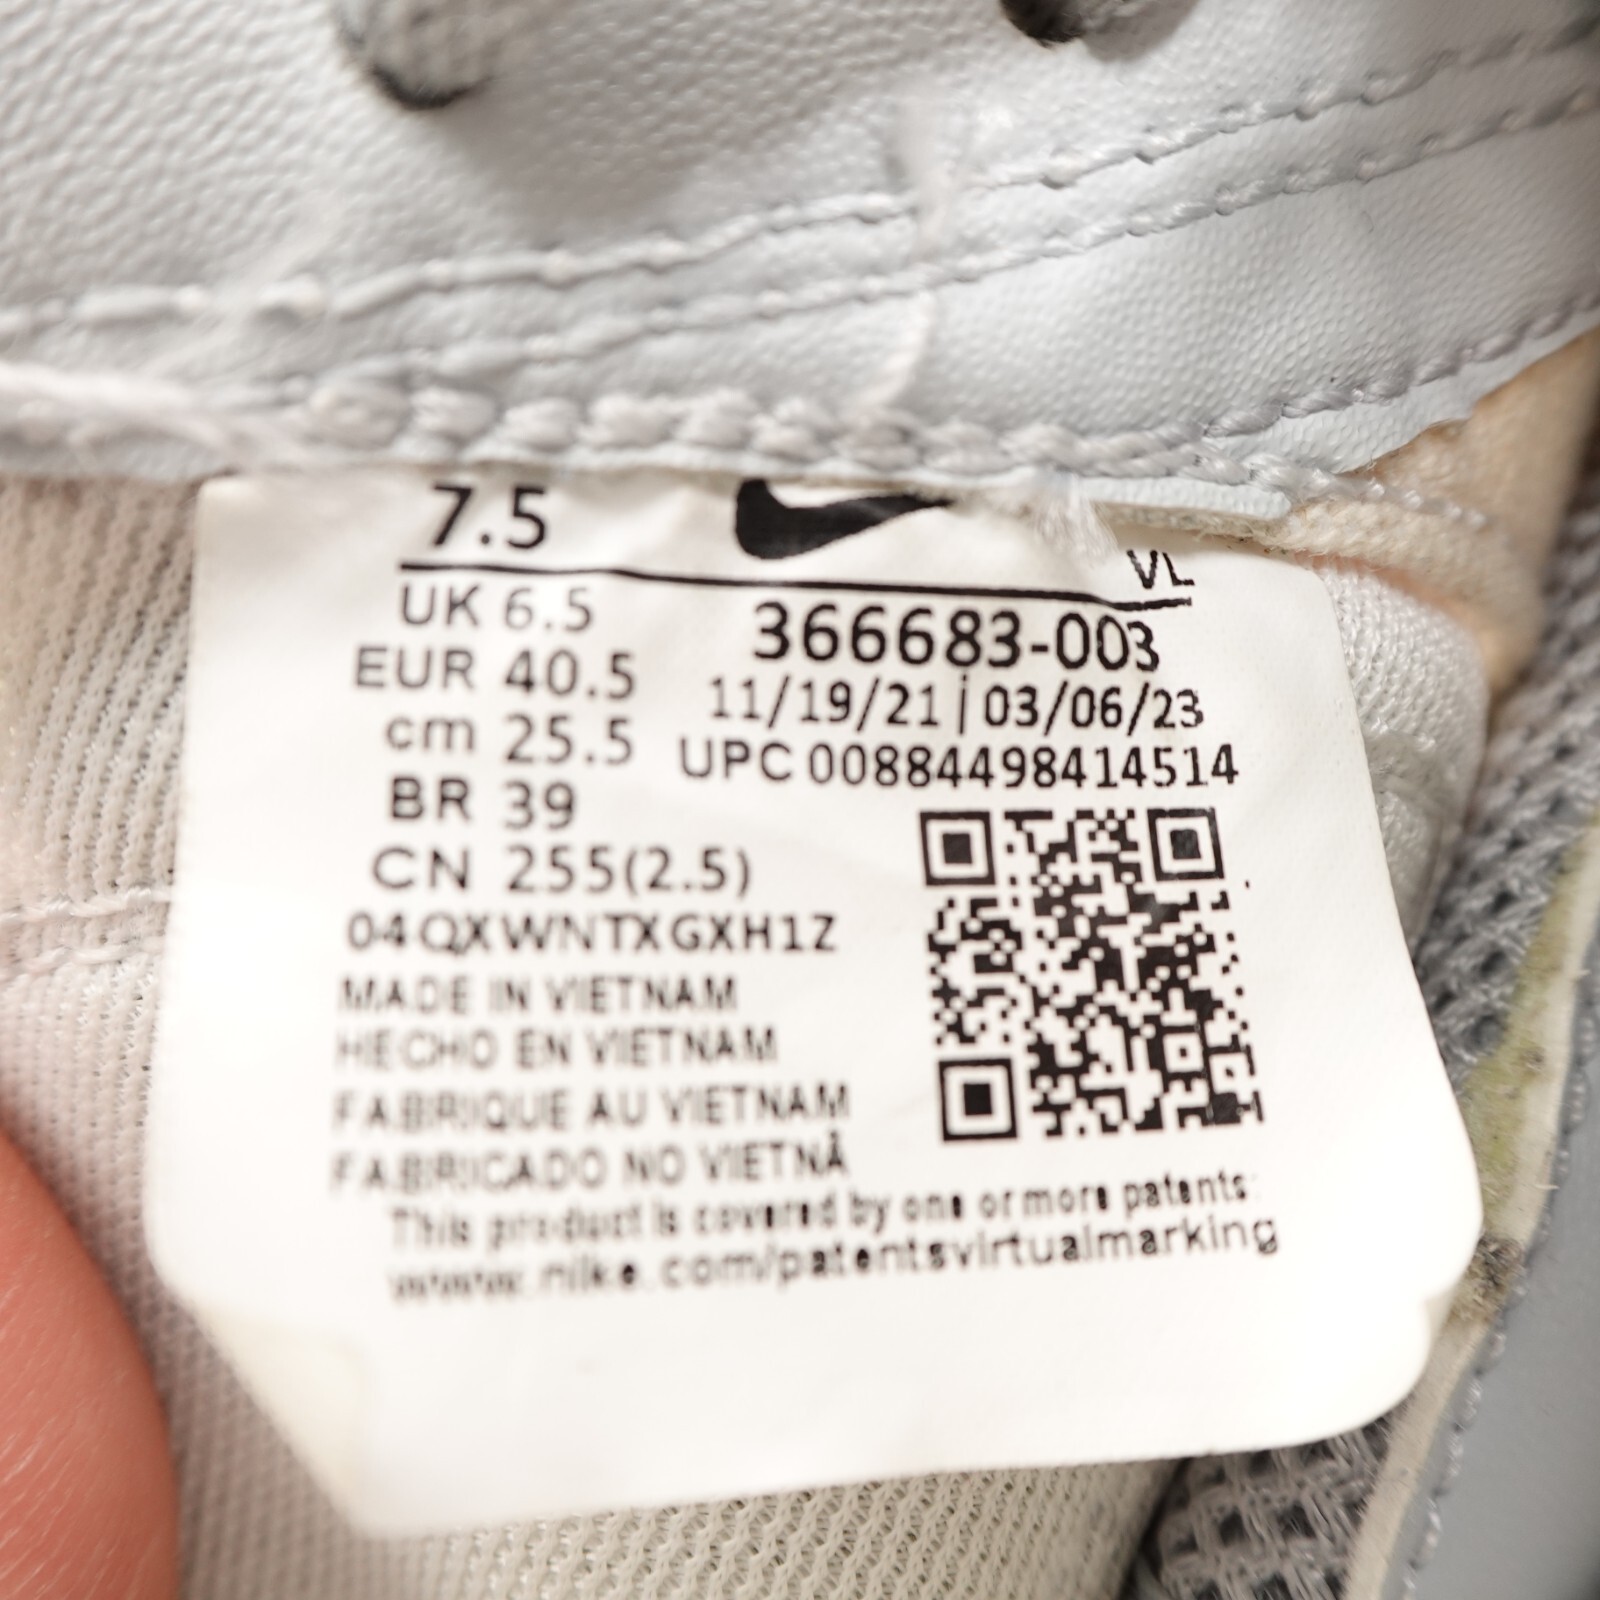 7.5
VL
UK 6.5
EUR 40.5
cm 25.5
BR 39
CN 255(2.5)
366683-003
11/19/21 | 03/06/23
UPC 00884498414514
04QXWNTXGXH1Z
MADE IN VIETNAM
HECHO EN VIETNAM
FABRIQUE AU VIETNAM
FABRICADO NO VIETNÃ
This product is covered by one or more patents:
www.nike.com/patentsvirtualmarking